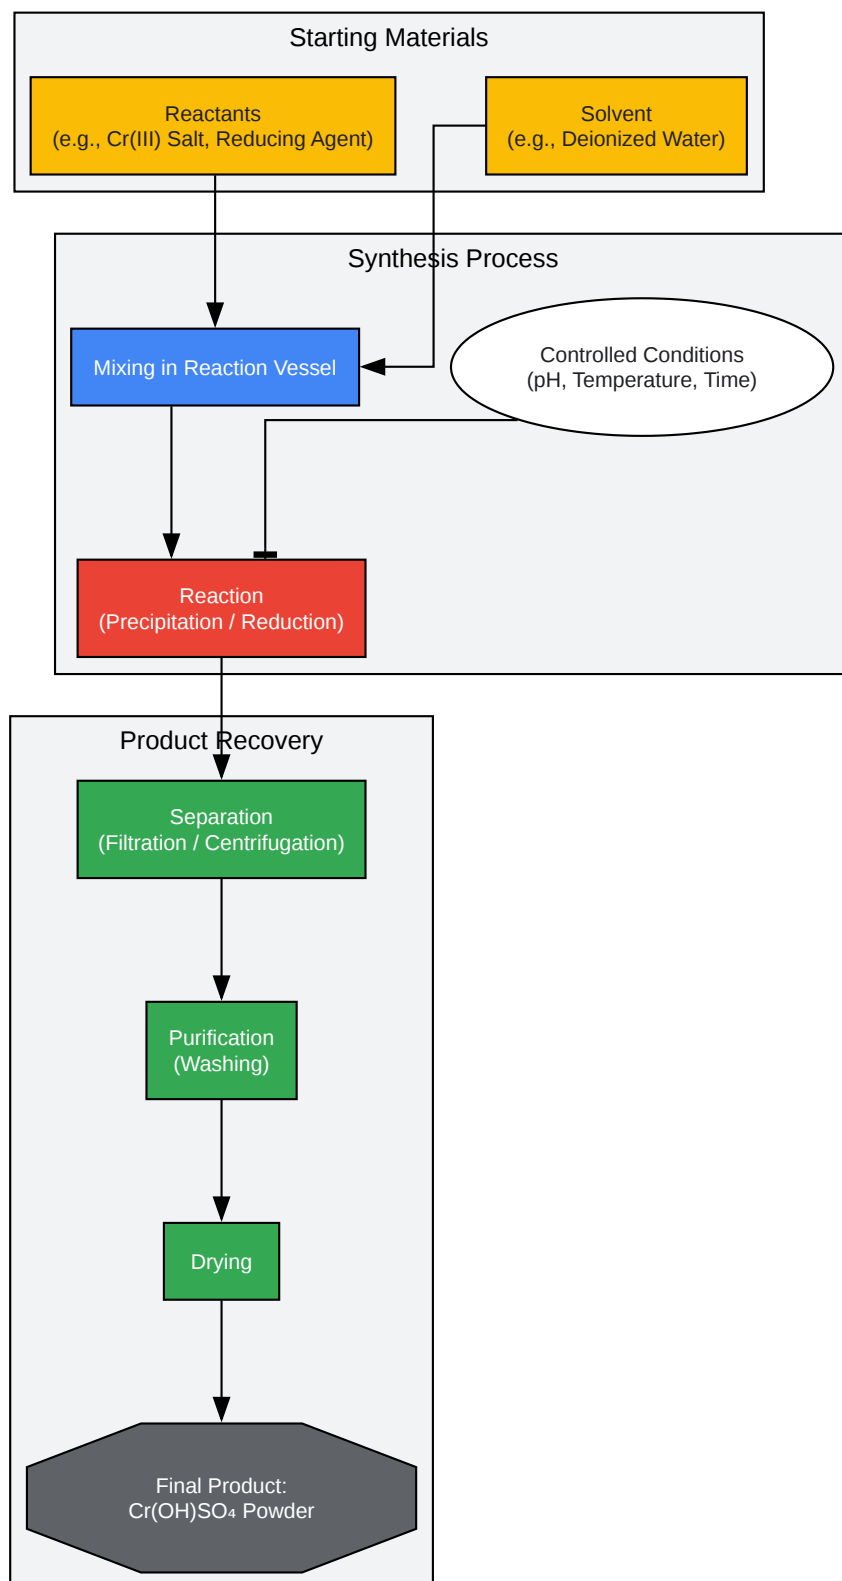 Starting Materials
Reactants
(e.g., Cr(III) Salt, Reducing Agent)
Solvent
(e.g., Deionized Water)
Synthesis Process
Mixing in Reaction Vessel
Controlled Conditions
(pH, Temperature, Time)
Reaction
(Precipitation / Reduction)
Product Recovery
Separation
(Filtration / Centrifugation)
Purification
(Washing)
Drying
Final Product:
Cr(OH)SO₄ Powder